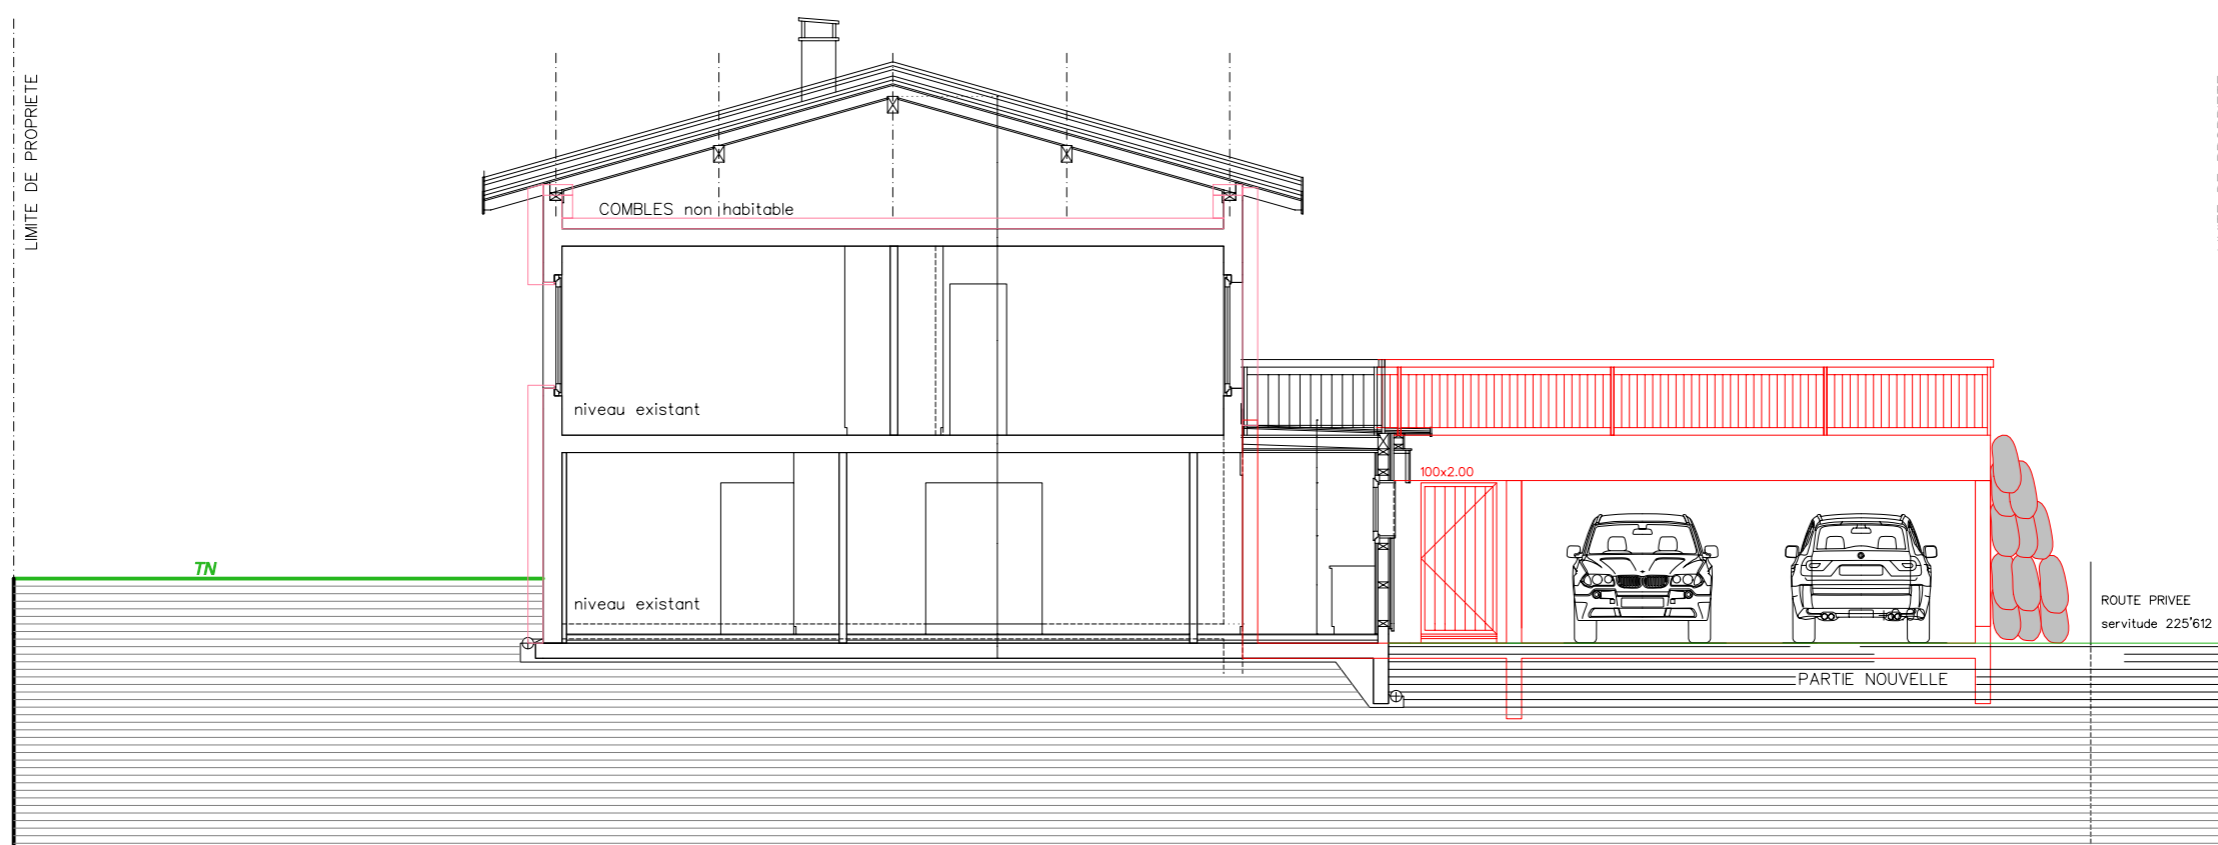 LIMITE DE PROPRIETE
COMBLES non habitable
niveau existant
100x2.00
TN
niveau existant
ROUTE PRIVEE
servitude 225'612
PARTIE NOUVELLE